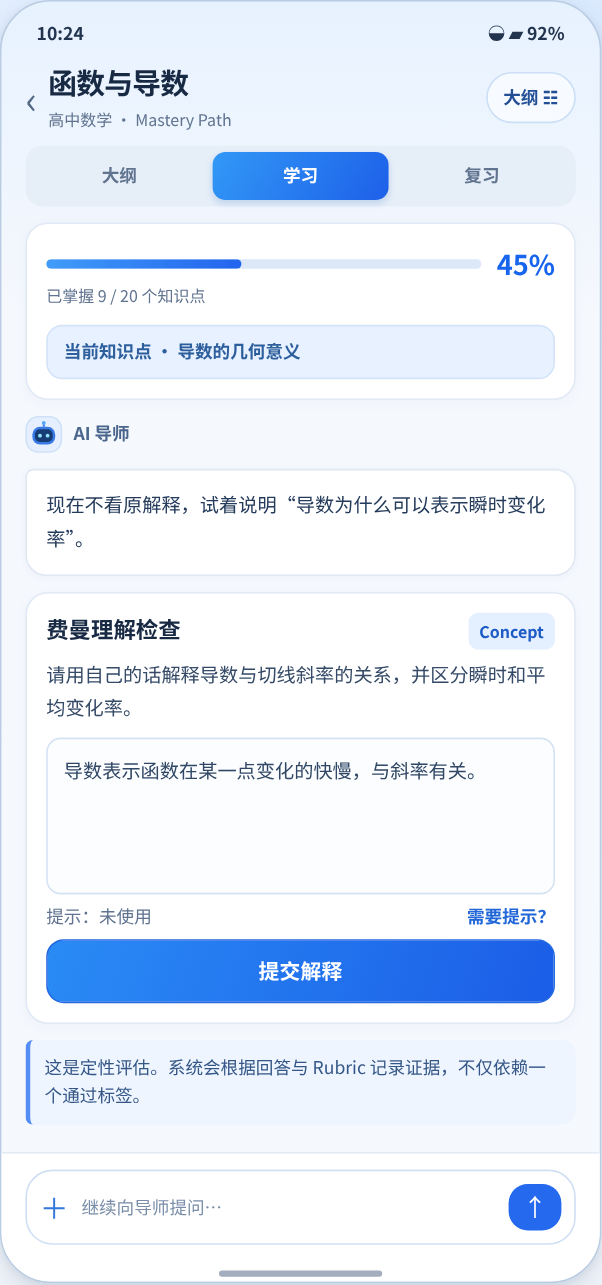 10:24
92%
函数与导数
高中数学 · Mastery Path
大纲
大纲
学习
复习
45%
已掌握 9 / 20 个知识点
当前知识点 · 导数的几何意义
AI 导师
现在不看原解释，试着说明“导数为什么可以表示瞬时变化
率”。
费曼理解检查
Concept
请用自己的话解释导数与切线斜率的关系，并区分瞬时和平
均变化率。
导数表示函数在某一点变化的快慢，与斜率有关。
提示：未使用
需要提示?
提交解释
这是定性评估。系统会根据回答与 Rubric 记录证据，不仅依赖一
个通过标签。
继续向导师提问…